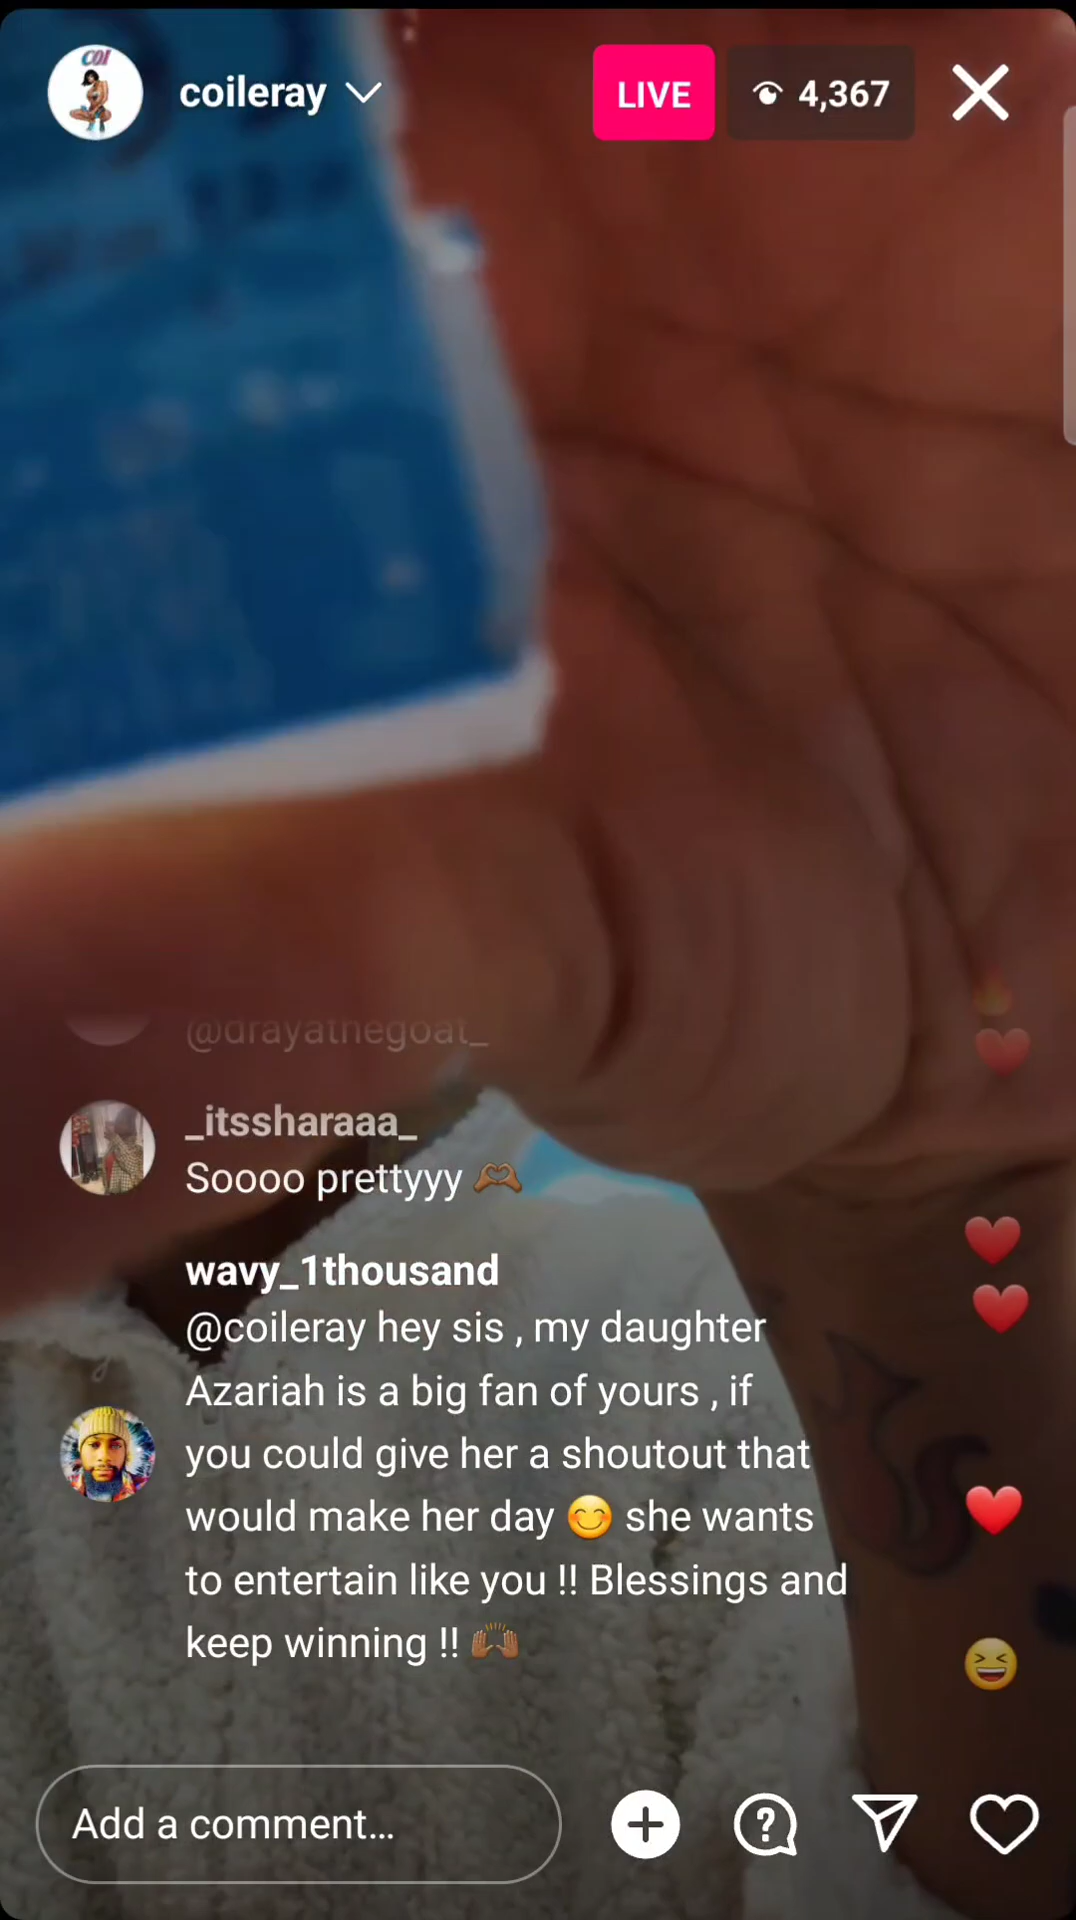 COI
coileray
LIVE
4,367
@drayathegoat_
_itssharaaa_
Soooo prettyyy 🫶🏾
wavy_1thousand
@coileray hey sis , my daughter
Azariah is a big fan of yours , if
you could give her a shoutout that
would make her day 😊 she wants
to entertain like you !! Blessings and
keep winning !! 🙌🏾
Add a comment...